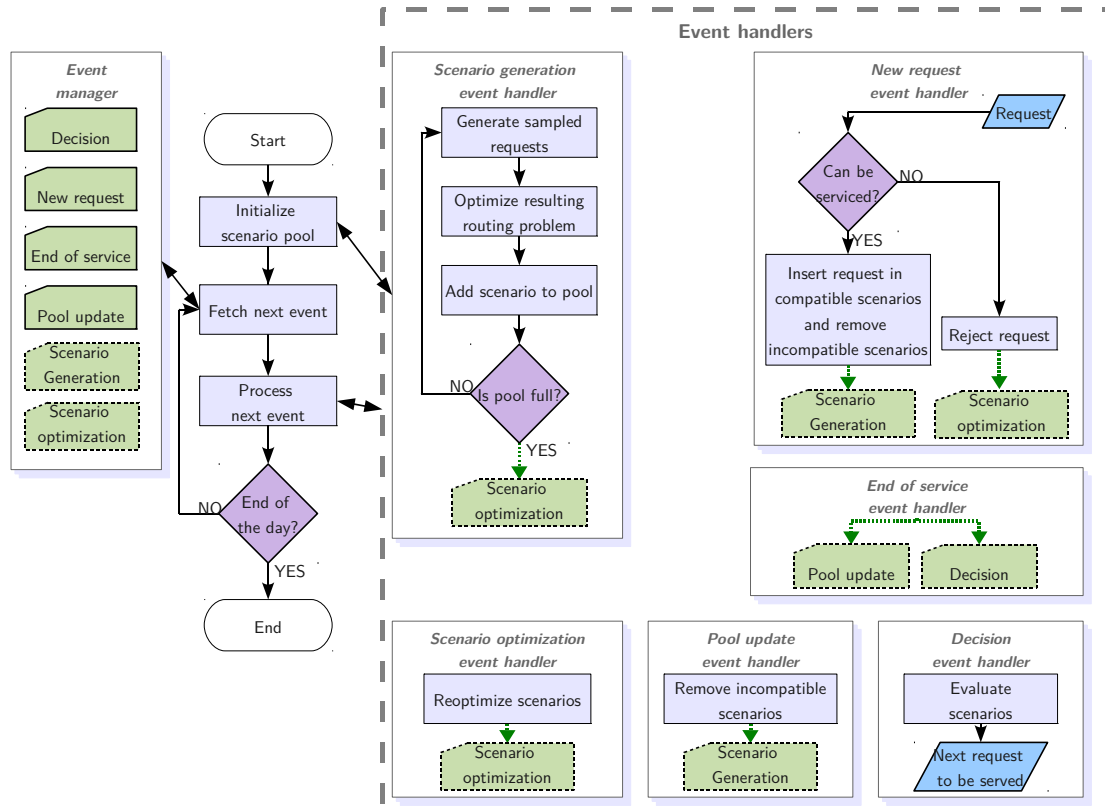 Event handlers
Event
manager
Decision
New request
End of service
Pool update
Scenario
Generation
Scenario
optimization
Start
Initialize
scenario pool
Fetch next event
Process
next event
NO
End of
the day?
YES
End
Scenario generation
event handler
Generate sampled
requests
Optimize resulting
routing problem
Add scenario to pool
NO
Is pool full?
YES
Scenario
optimization
New request
event handler
Request
Can be
serviced?
NO
YES
Insert request in
compatible scenarios
and remove
incompatible scenarios
Reject request
Scenario
Generation
Scenario
optimization
End of service
event handler
Pool update
Decision
Scenario optimization
event handler
Reoptimize scenarios
Scenario
optimization
Pool update
event handler
Remove incompatible
scenarios
Scenario
Generation
Decision
event handler
Evaluate
scenarios
Next request
to be served